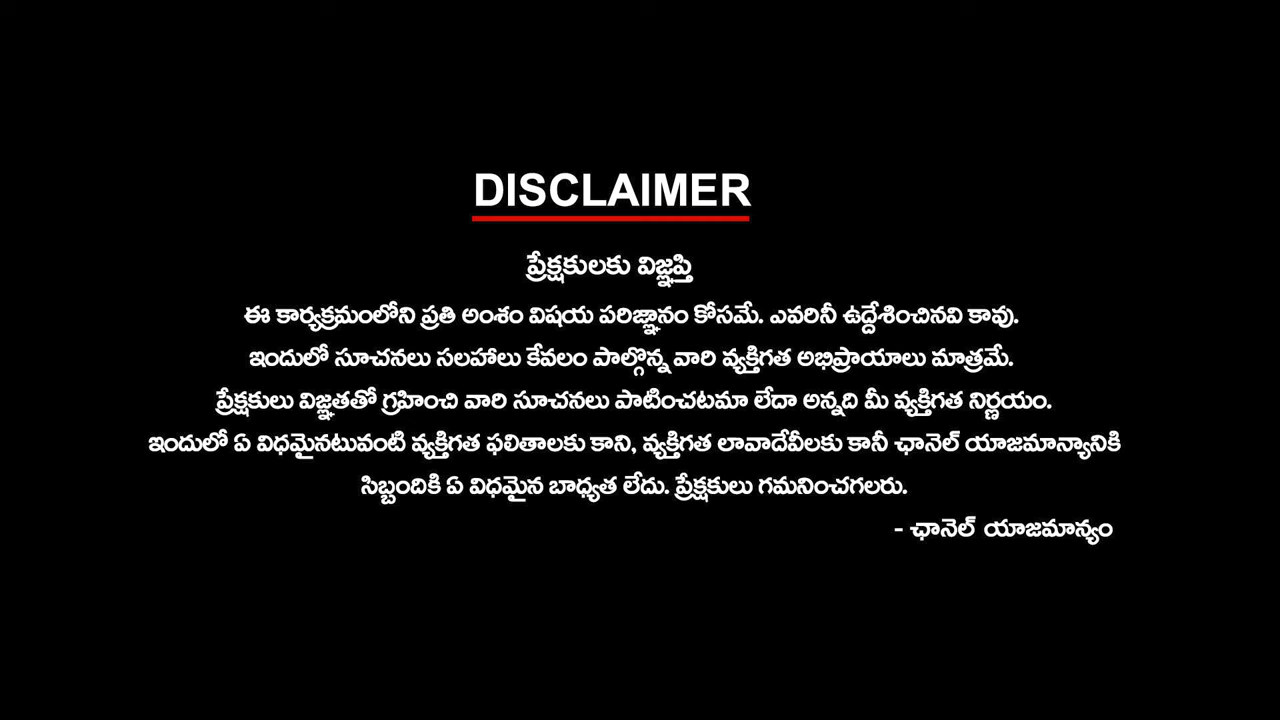 DISCLAIMER
ప్రేక్షకులకు విజ్ఞప్తి
ఈ కార్యక్రమంలోని ప్రతి అంశం విషయ పరిజ్ఞానం కోసమే. ఎవరినీ ఉద్దేశించినవి కావు.
ఇందులో సూచనలు సలహాలు కేవలం పాల్గొన్న వారి వ్యక్తిగత అభిప్రాయాలు మాత్రమే.
ప్రేక్షకులు విజ్ఞతతో గ్రహించి వారి సూచనలు పాటించటమా లేదా అన్నది మీ వ్యక్తిగత నిర్ణయం.
ఇందులో ఏ విధమైనటువంటి వ్యక్తిగత ఫలితాలకు కాని, వ్యక్తిగత లావాదేవీలకు కానీ ఛానెల్ యాజమాన్యానికి
సిబ్బందికి ఏ విధమైన బాధ్యత లేదు. ప్రేక్షకులు గమనించగలరు.
- ఛానెల్ యాజమాన్యం